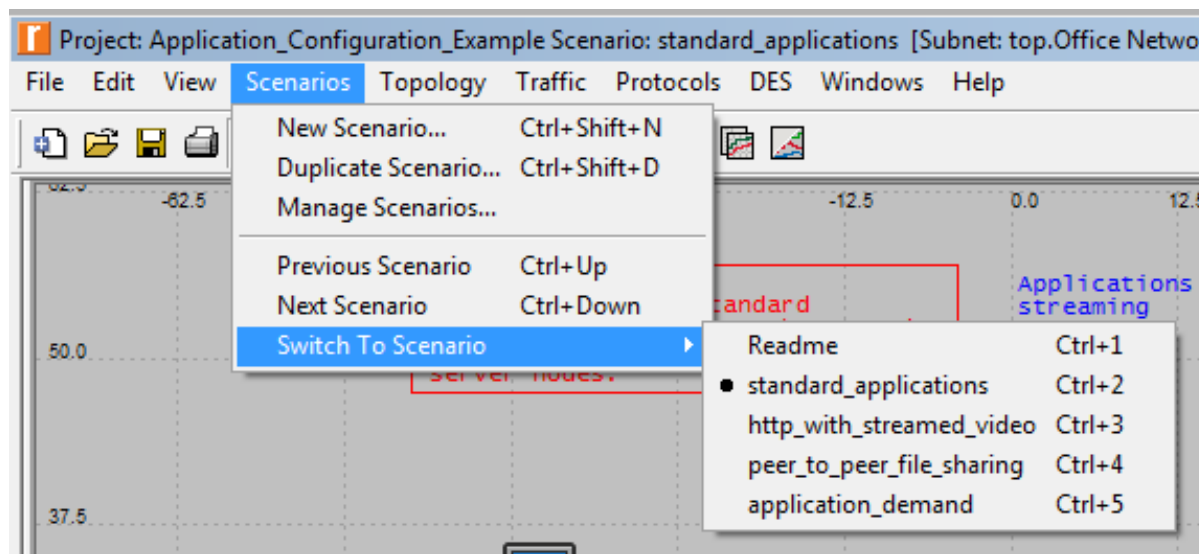 Project: Application_Configuration_Example Scenario: standard_applications [Subnet: top.Office Netwo
File Edit View Scenarios Topology Traffic Protocols DES Windows Help
New Scenario... Ctrl+Shift+N
Duplicate Scenario... Ctrl+Shift+D
Manage Scenarios...
-62.5 -12.5 0.0 12.5
Previous Scenario Ctrl+Up
Next Scenario Ctrl+Down
Switch To Scenario
andard
Applications
streaming
server nodes.
Readme Ctrl+1
standard_applications Ctrl+2
http_with_streamed_video Ctrl+3
peer_to_peer_file_sharing Ctrl+4
application_demand Ctrl+5
50.0
37.5